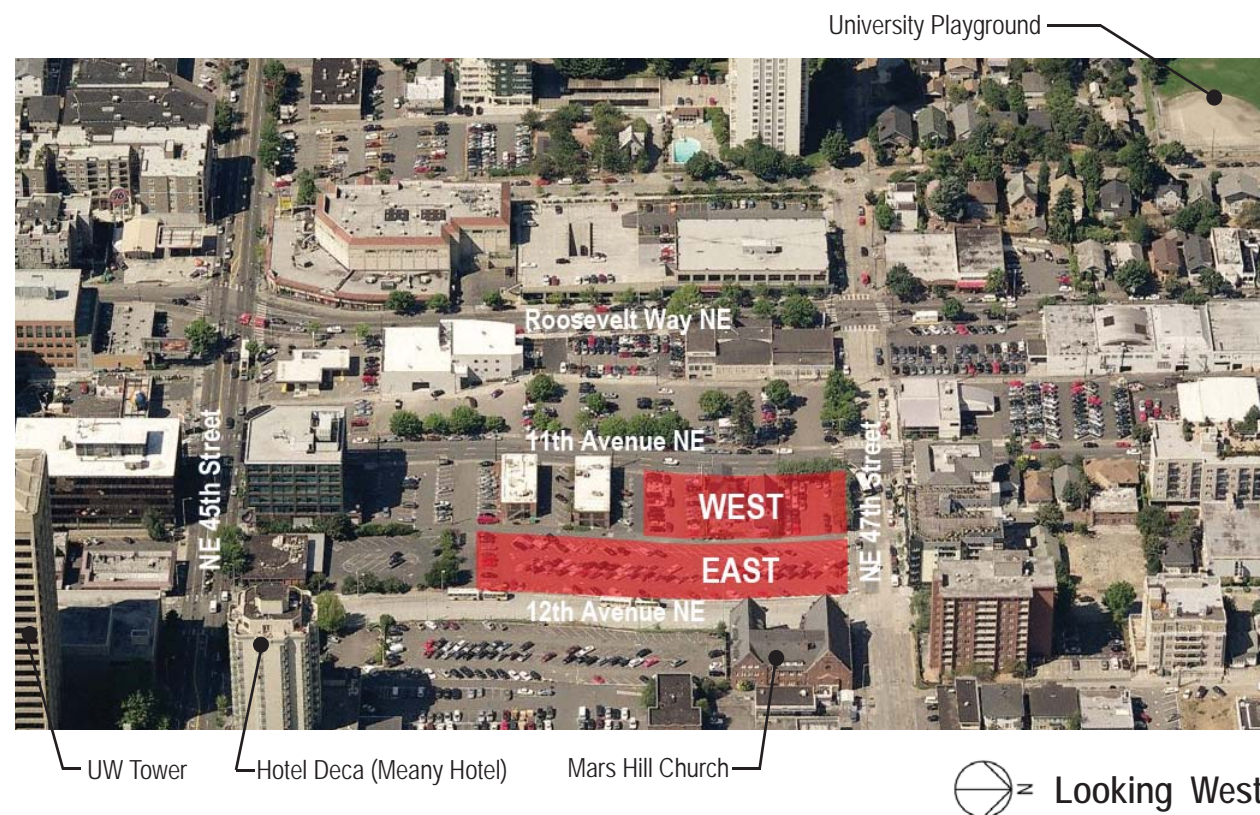 University Playground
Roosevelt Way NE
11th Avenue NE
NE 45th Street
NE 47th Street
WEST
EAST
12th Avenue NE
UW Tower
Hotel Deca (Meany Hotel)
Mars Hill Church
N
Looking West